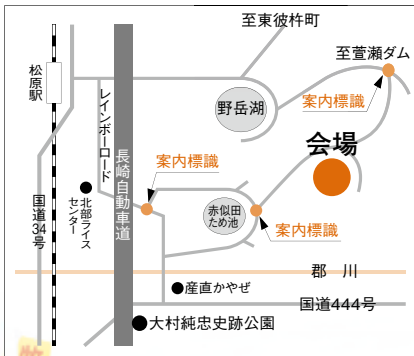 至東彼杵町
至萱瀬ダム
松原駅
案内標識
野岳湖
レインボーロード
会場
長崎自動車道
案内標識
国道34号
北部ライス
センター
赤似田
ため池
案内標識
郡川
産直かやぜ
国道444号
大村純忠史跡公園